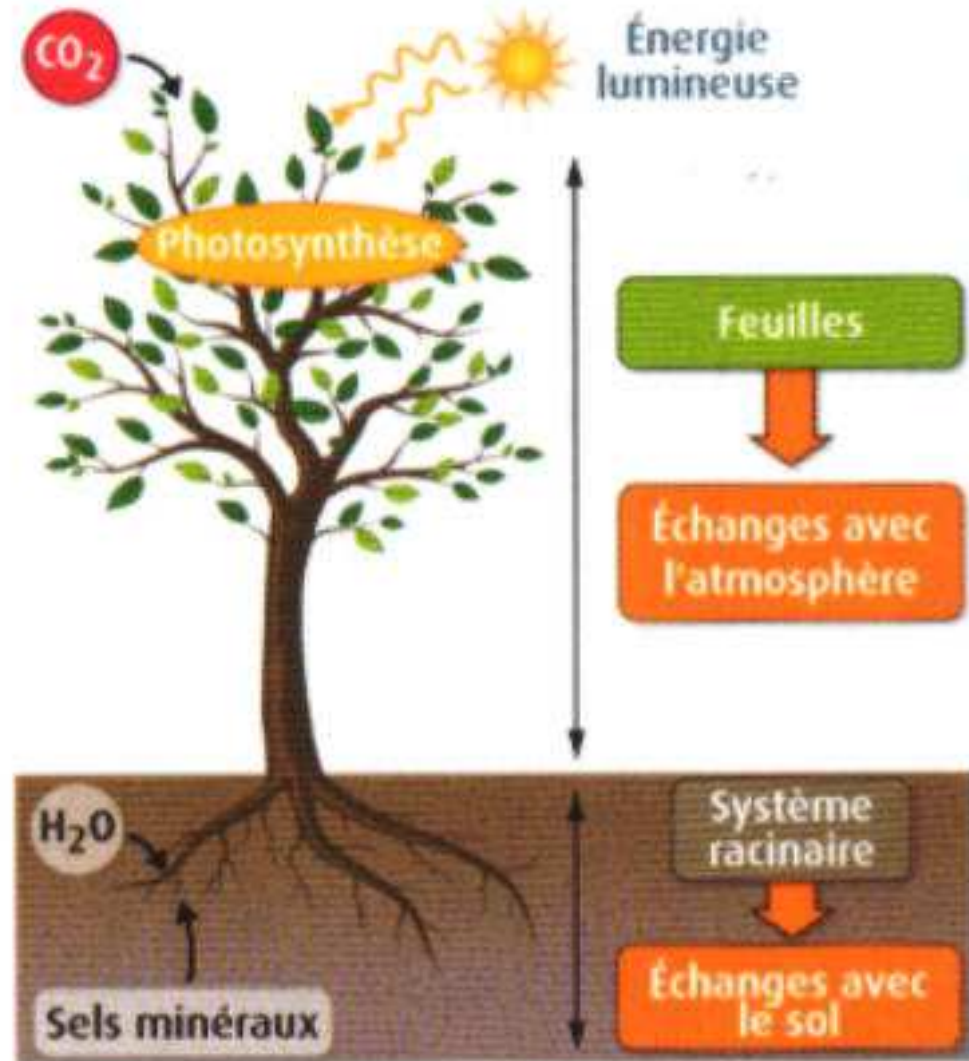 CO₂
Énergie
lumineuse
Photosynthèse
Feuilles
Échanges avec
l'atmosphère
H₂O
Système
racinaire
Sels minéraux
Échanges avec
le sol